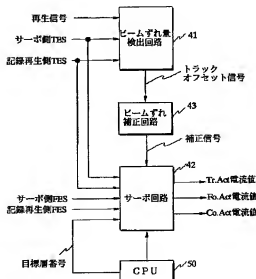 再生信号
サーボ側TES
記録再生側TES
ビームずれ量
検出回路
41
トラック
オフセット信号
ビームずれ
補正回路
43
補正信号
42
サーボ回路
サーボ側FES
記録再生側FES
Tr.Act電流値
Fo.Act電流値
Co.Act電流値
目標層番号
CPU
50